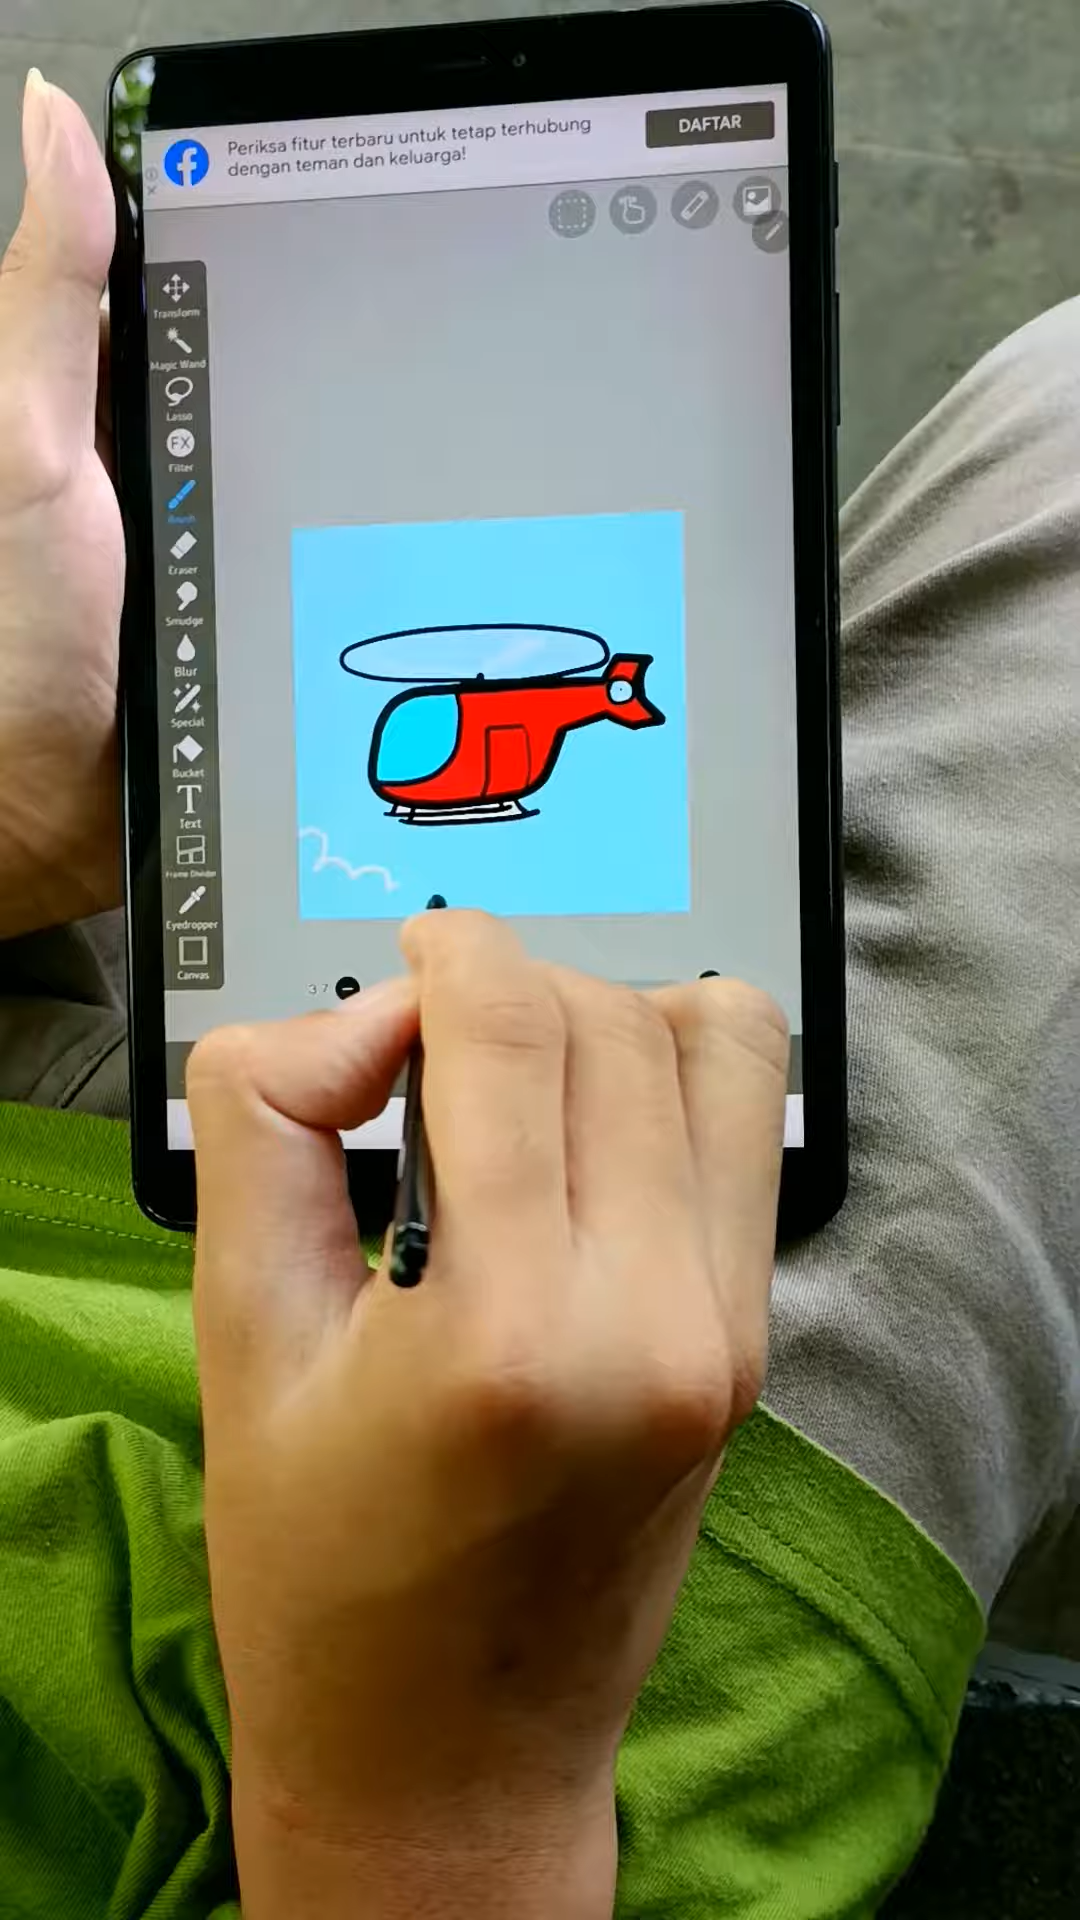 Periksa fitur terbaru untuk tetap terhubung
dengan teman dan keluarga!
DAFTAR
Transform
Magic Wand
Lasso
FX
Filter
Brush
Eraser
Smudge
Blur
Special
Bucket
T
Text
Frame Divider
Eyedropper
Canvas
37